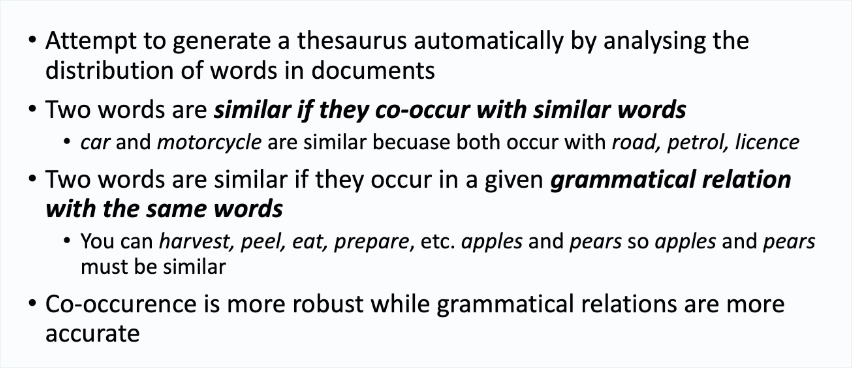 • Attempt to generate a thesaurus automatically by analysing the
distribution of words in documents
• Two words are similar if they co-occur with similar words
• car and motorcycle are similar becuase both occur with road, petrol, licence
• Two words are similar if they occur in a given grammatical relation
with the same words
• You can harvest, peel, eat, prepare, etc. apples and pears so apples and pears
must be similar
• Co-occurence is more robust while grammatical relations are more
accurate